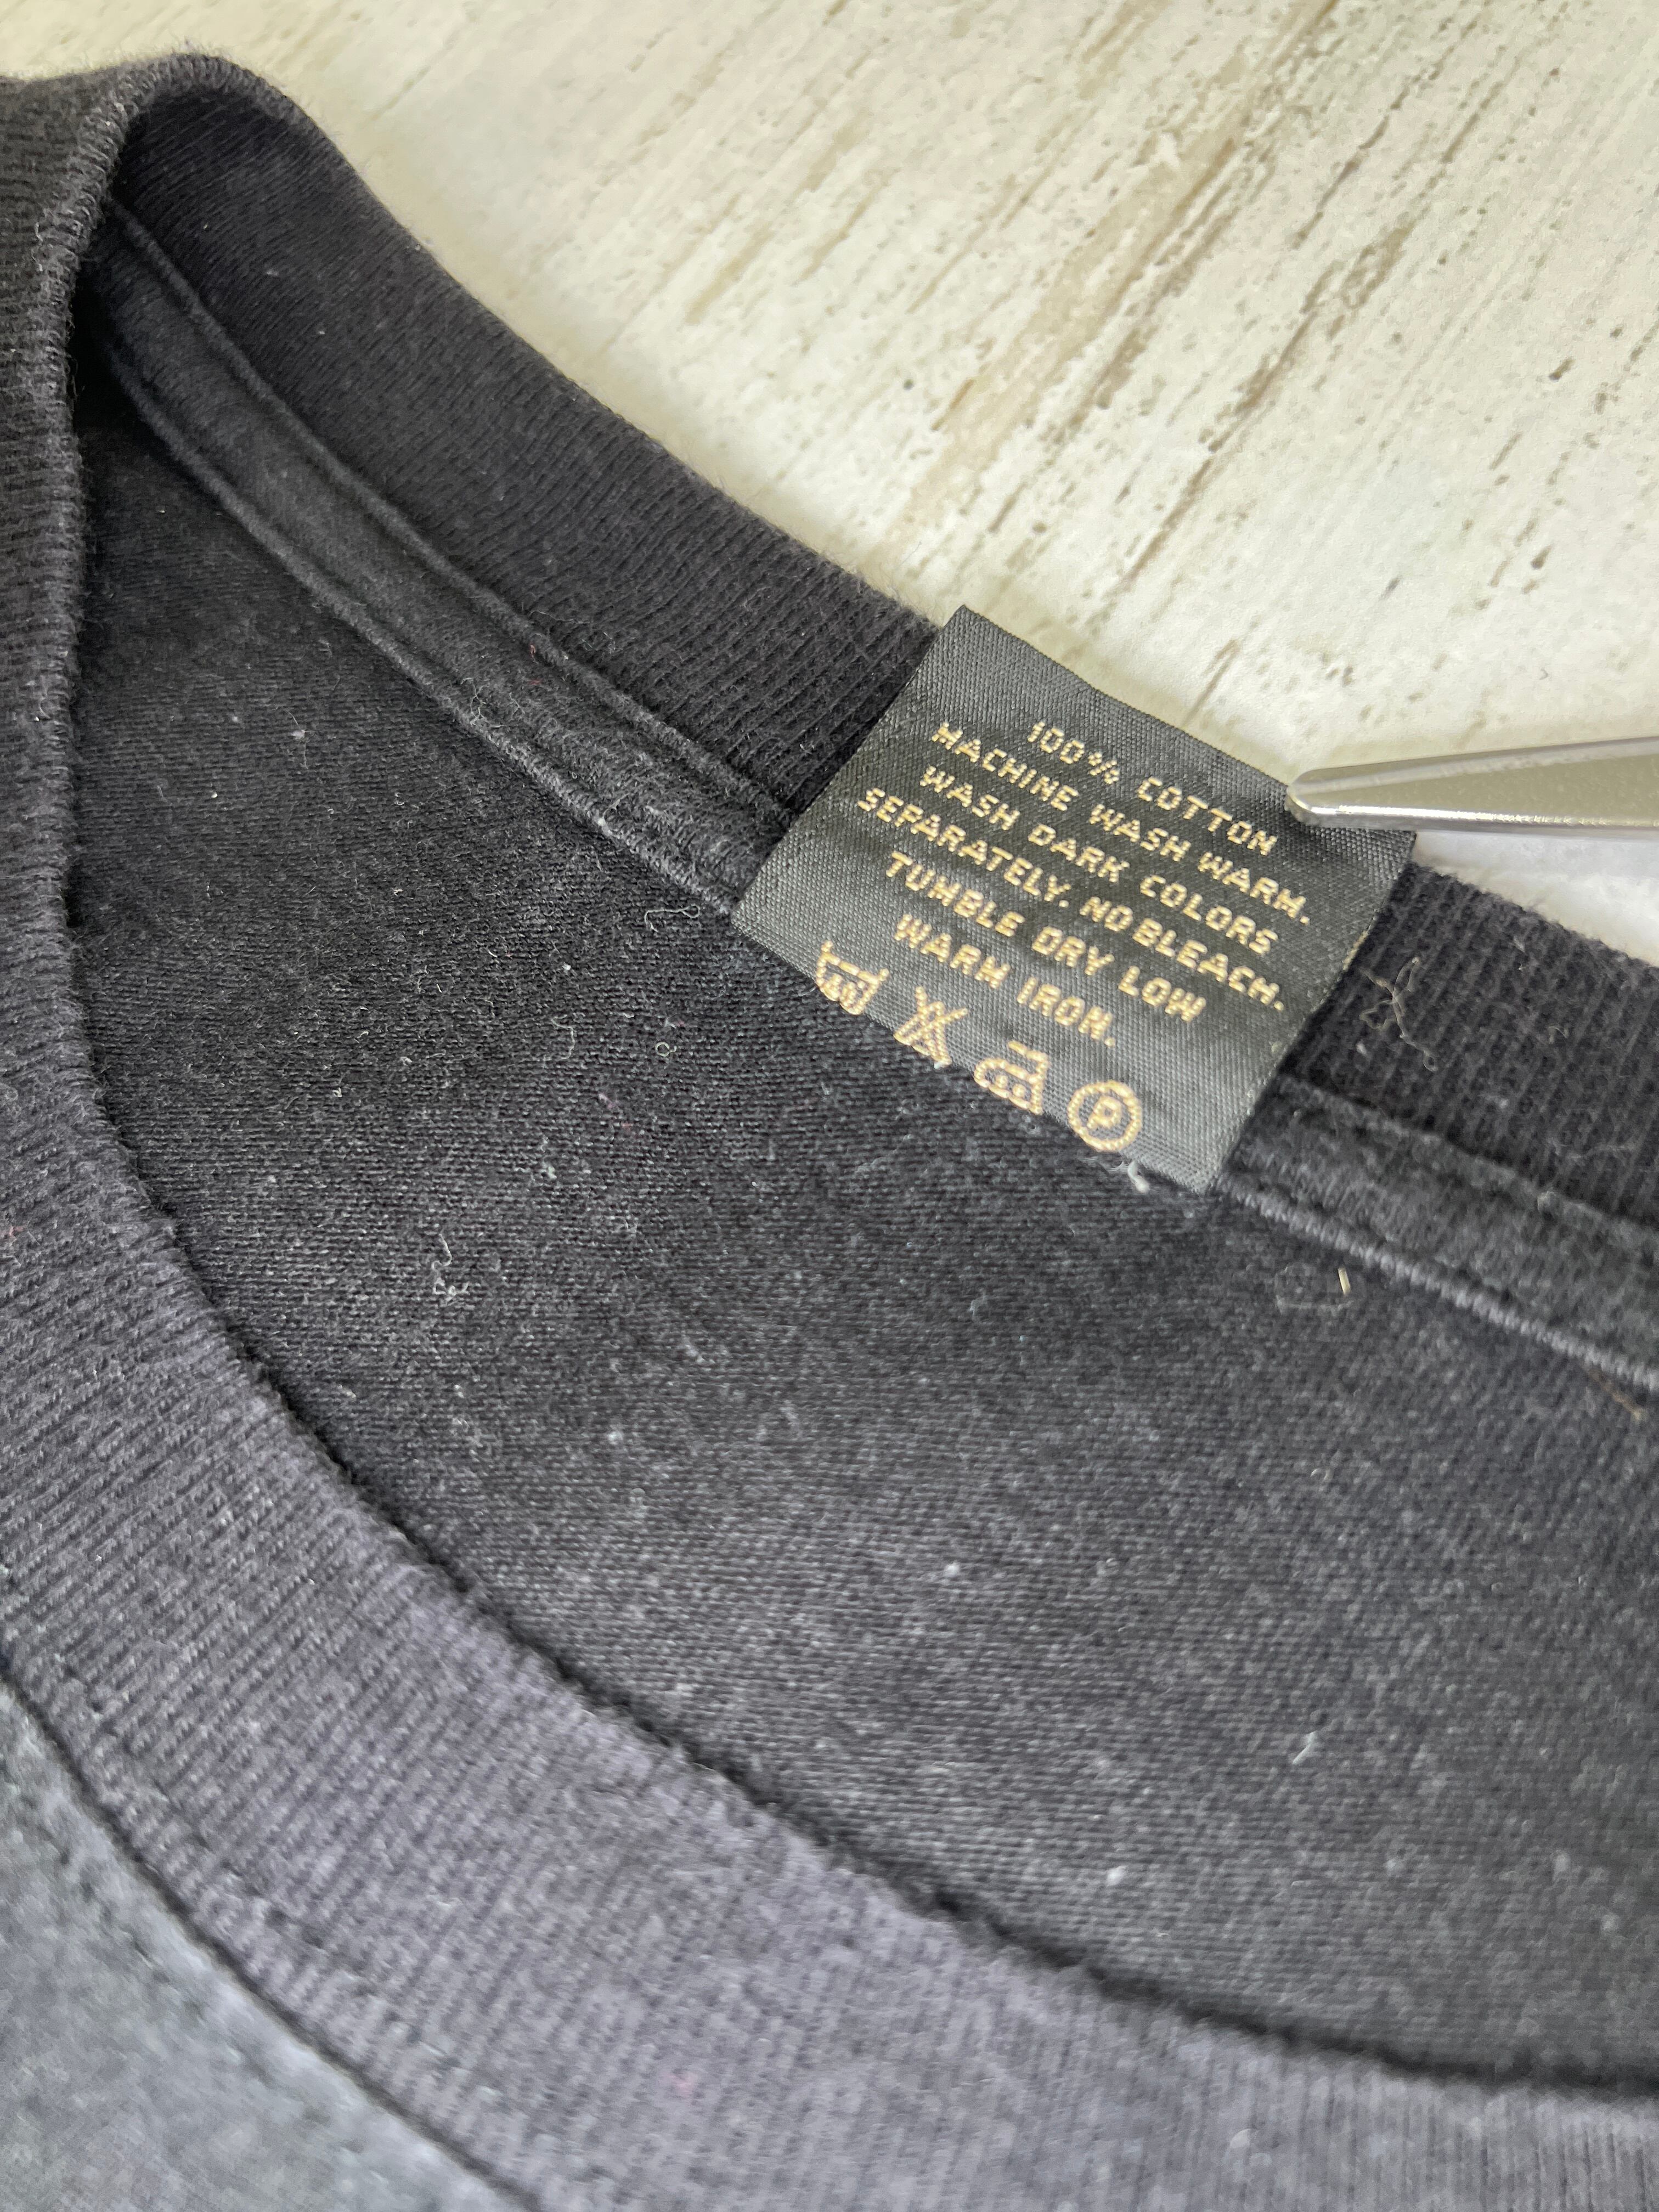 100% COTTON
MACHINE WASH WARM.
WASH DARK COLORS
SEPARATELY. NO BLEACH.
TUMBLE DRY LOW
WARM IRON.
P